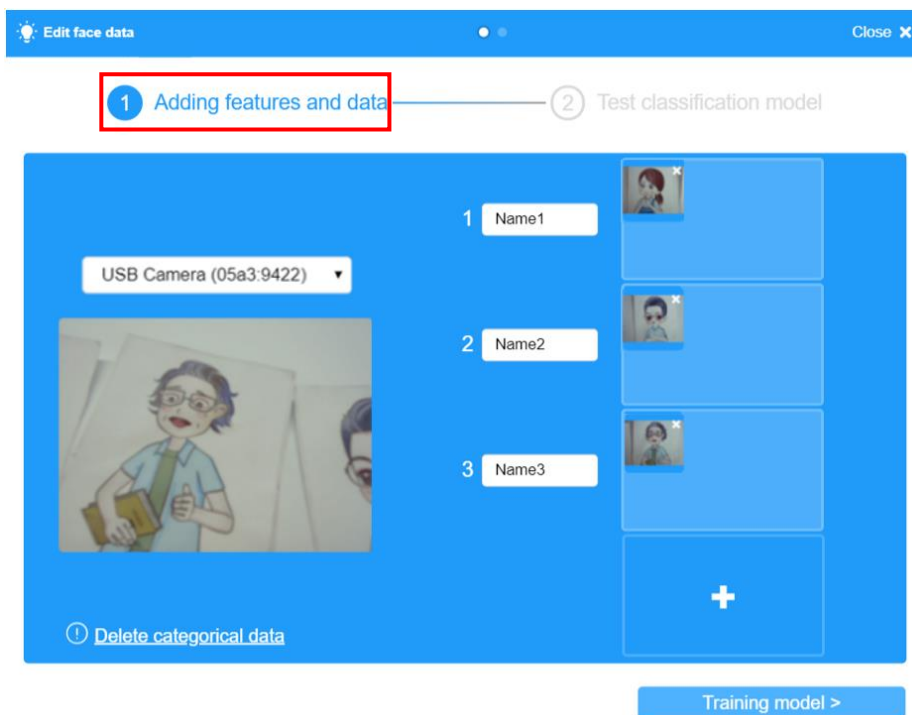 Edit face data
Close ×
1 Adding features and data
2 Test classification model
USB Camera (05a3:9422)
1 Name1
2 Name2
3 Name3
+
! Delete categorical data
Training model >